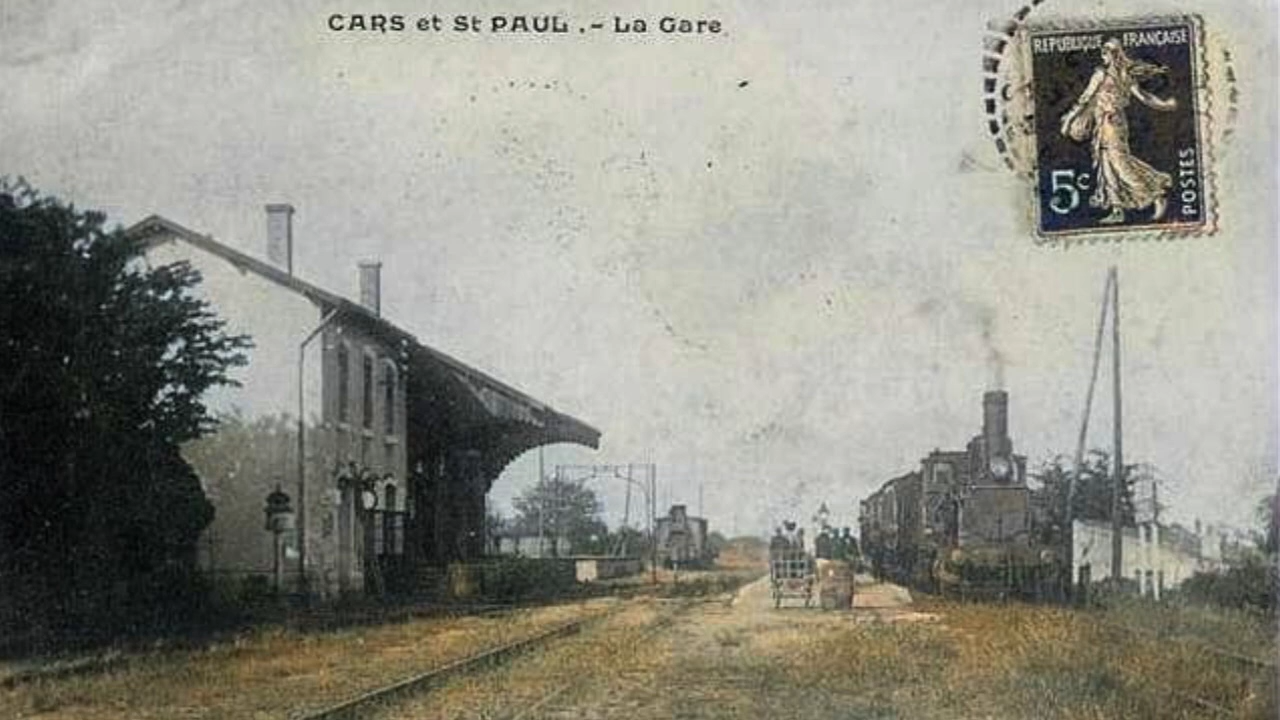 CARS et St PAUL .- La Gare
REPUBLIQUE FRANÇAISE
5c
POSTES